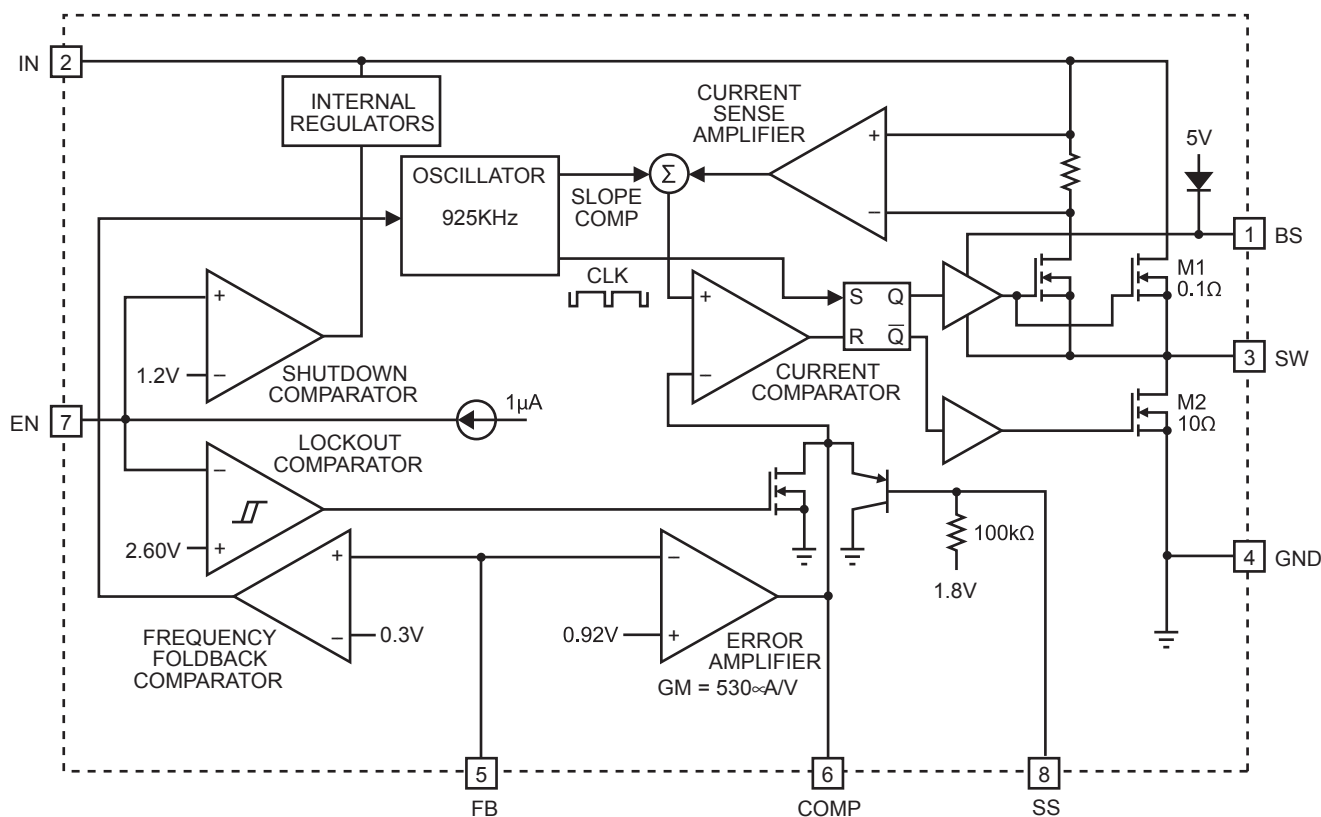 IN
2
INTERNAL
REGULATORS
CURRENT
SENSE
AMPLIFIER
+
–
5V
OSCILLATOR
925KHz
Σ
SLOPE
COMP
1
BS
CLK
+
–
1.2V
SHUTDOWN
COMPARATOR
+
–
CURRENT
COMPARATOR
S
Q
R
Q̅
M1
0.1Ω
3
SW
EN
7
1µA
M2
10Ω
LOCKOUT
COMPARATOR
–
+
2.60V
100kΩ
1.8V
4
GND
+
–
0.3V
FREQUENCY
FOLDBACK
COMPARATOR
–
+
0.92V
ERROR
AMPLIFIER
GM = 530∝A/V
5
FB
6
COMP
8
SS